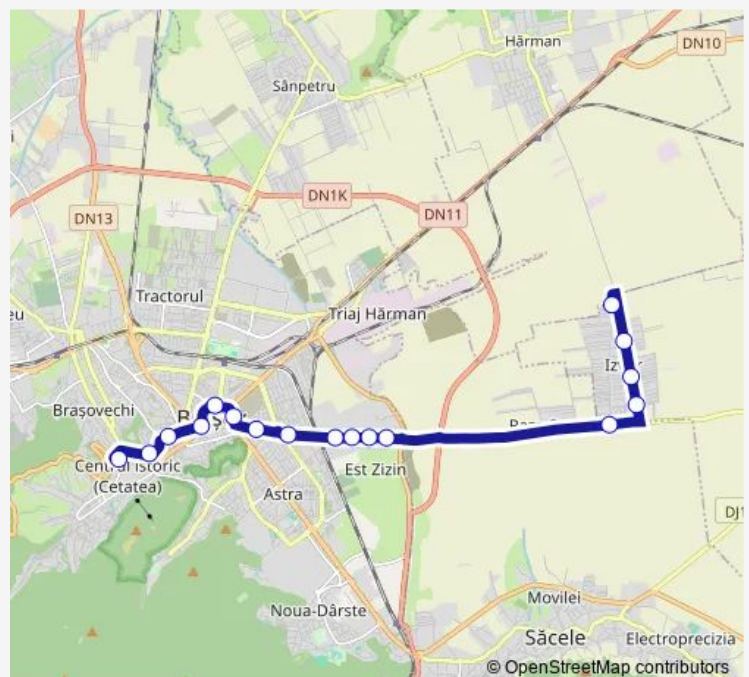 Hărman
DN10
Sânpetru
DN1K
DN11
DN13
Tractorul
Triaj Hărman
Brașovechi
Est Zizin
Centrul Istoric
(Cetatea)
Astra
DJ1
Movilei
Noua-Dârste
Săcele
Electroprecizia
© OpenStreetMap contributors